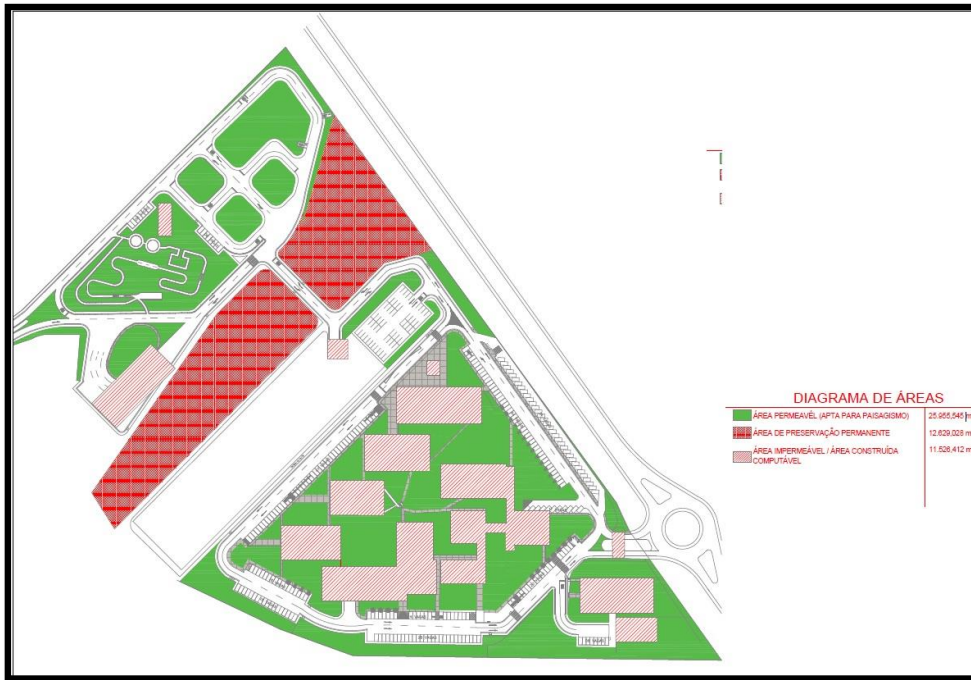 DIAGRAMA DE ÁREAS
ÁREA PERMEAVÉL (APTA PARA PAISAGISMO) 25.955,545 m
ÁREA DE PRESERVAÇÃO PERMANENTE 12.629,028 m
ÁREA IMPERMEÁVEL / ÁREA CONSTRUÍDA 11.526,412 m
COMPUTÁVEL